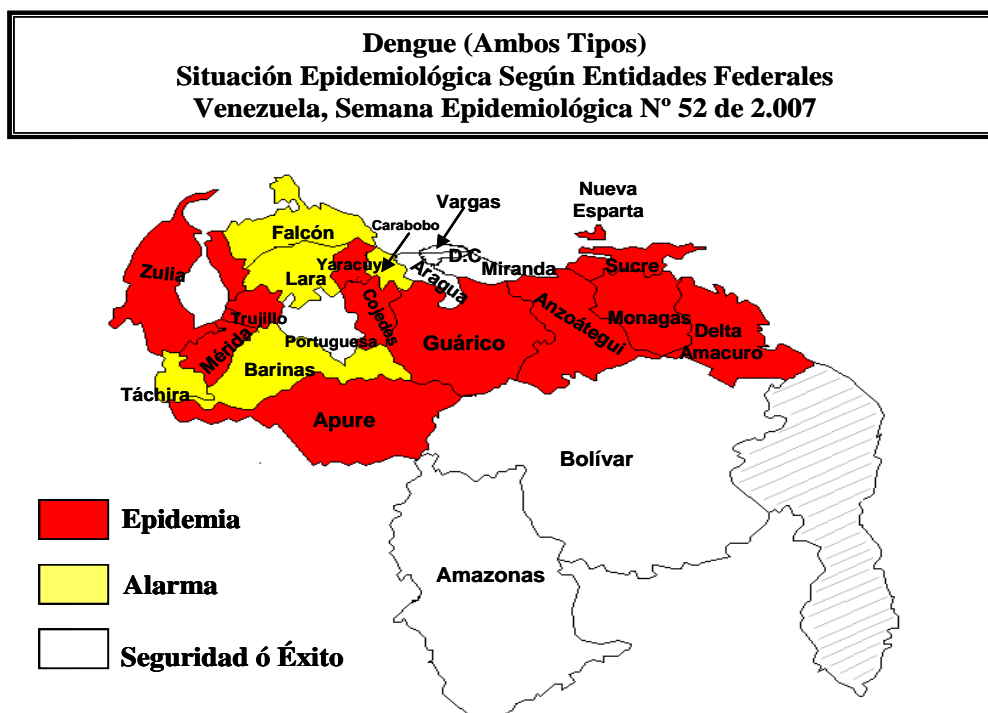 Dengue (Ambos Tipos)
Situación Epidemiológica Según Entidades Federales
Venezuela, Semana Epidemiológica Nº 52 de 2.007
Nueva
Esparta
Vargas
Carabobo
Falcón
D.C
Zulia
Lara
Yaracuy
Aragua
Miranda
Sucre
Trujillo
Cojedes
Anzoátegui
Monagas
Delta
Amacuro
Mérida
Portuguesa
Guárico
Barinas
Táchira
Apure
Bolívar
Amazonas
Epidemia
Alarma
Seguridad ó Éxito